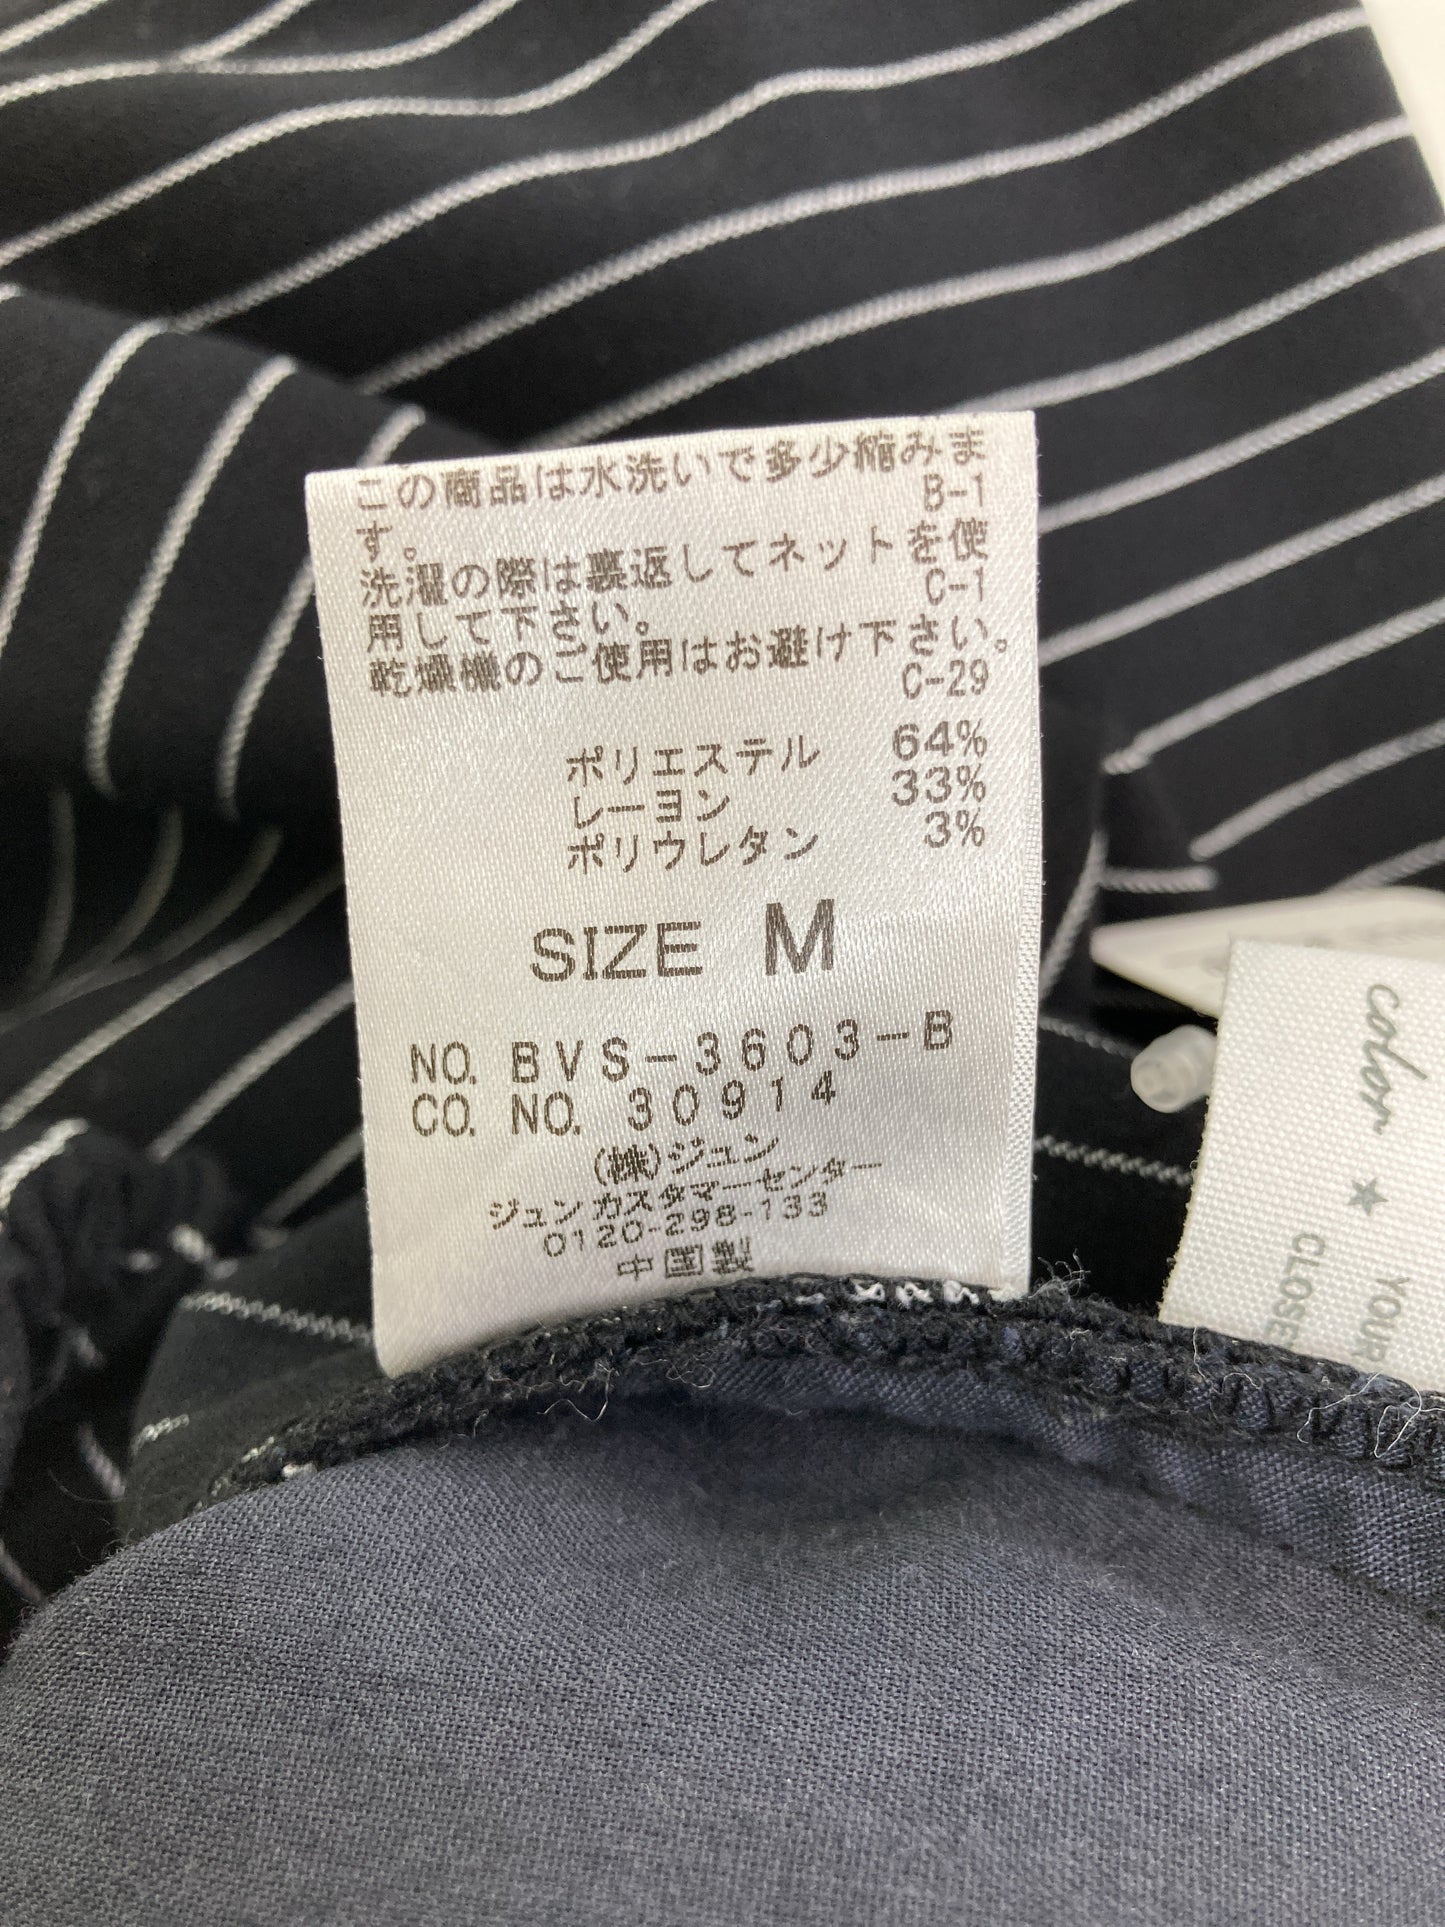 この商品は水洗いで多少縮みま
B-1
す。
洗濯の際は裏返してネットを使
C-1
用して下さい。
乾燥機のご使用はお避け下さい。
C-29
ポリエステル 64%
レーヨン 33%
ポリウレタン 3%
SIZE M
NO. BVS-3603-B
CO. NO. 30914
(株)ジュン
ジュンカスタマーセンター
0120-298-133
中国製
color
★
YOUR
CLOSE